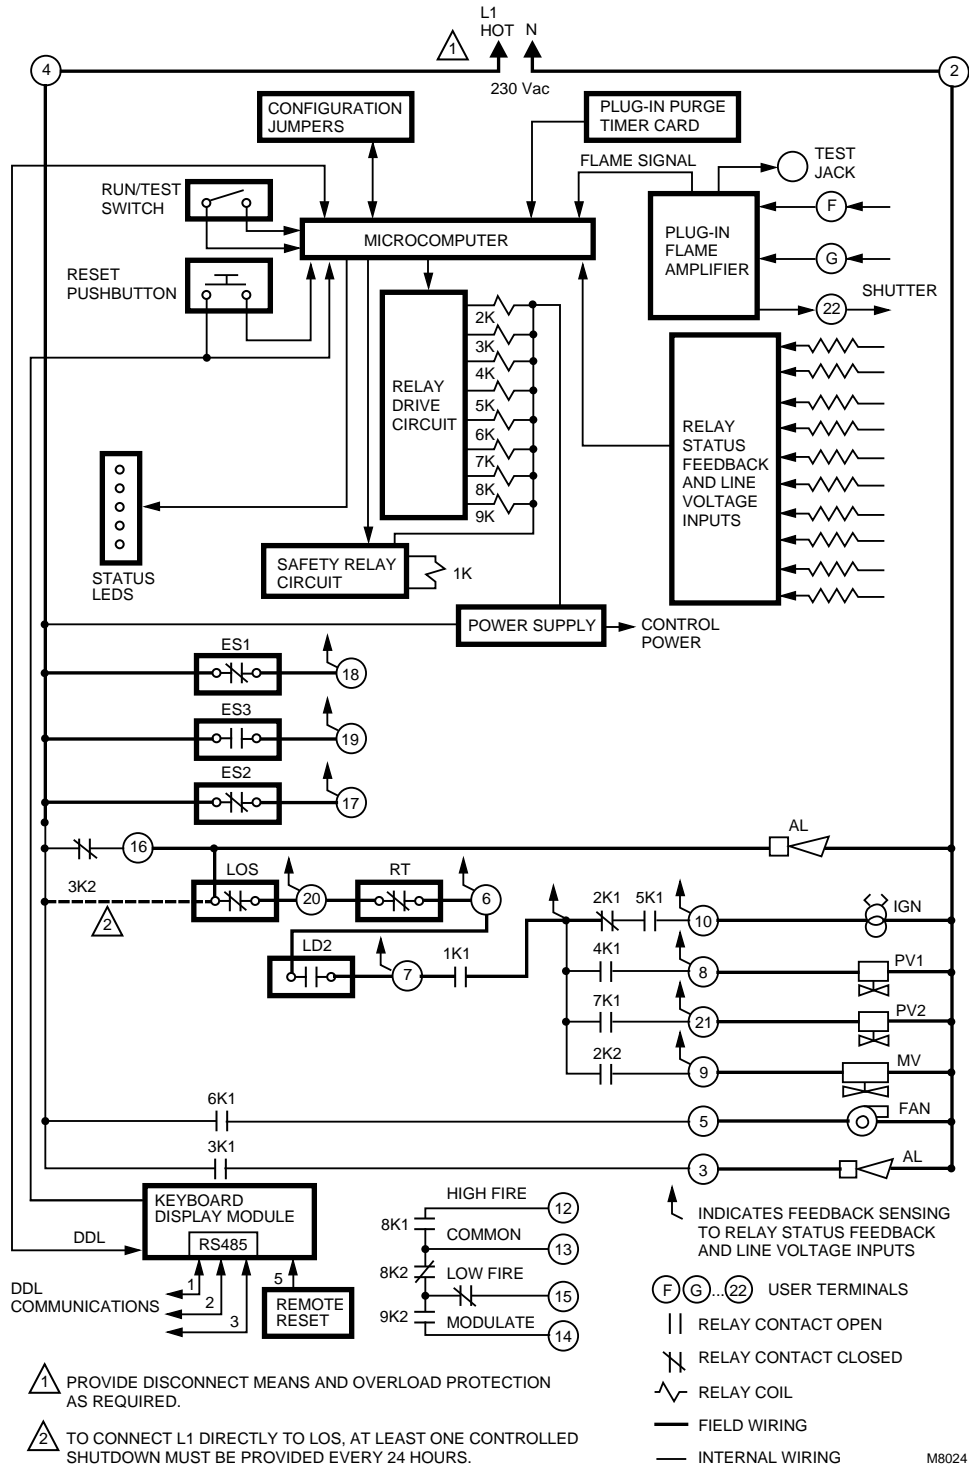 L1
HOT N
1
4
2
230 Vac
CONFIGURATION
JUMPERS
PLUG-IN PURGE
TIMER CARD
FLAME SIGNAL
TEST
JACK
RUN/TEST
SWITCH
MICROCOMPUTER
PLUG-IN
FLAME
AMPLIFIER
F
G
22
SHUTTER
RESET
PUSHBUTTON
RELAY
DRIVE
CIRCUIT
2K
3K
4K
5K
6K
7K
8K
9K
RELAY
STATUS
FEEDBACK
AND LINE
VOLTAGE
INPUTS
STATUS
LEDS
SAFETY RELAY
CIRCUIT
1K
POWER SUPPLY
CONTROL
POWER
ES1
18
ES3
19
ES2
17
16
AL
3K2
2
LOS
20
RT
6
LD2
7
1K1
2K1
5K1
10
IGN
4K1
8
PV1
7K1
21
PV2
2K2
9
MV
6K1
5
FAN
3K1
3
AL
KEYBOARD
DISPLAY MODULE
RS485
DDL
DDL
COMMUNICATIONS
1
2
3
5
REMOTE
RESET
HIGH FIRE
12
8K1
COMMON
13
8K2
LOW FIRE
15
9K2
MODULATE
14
INDICATES FEEDBACK SENSING
TO RELAY STATUS FEEDBACK
AND LINE VOLTAGE INPUTS
F G ... 22 USER TERMINALS
RELAY CONTACT OPEN
RELAY CONTACT CLOSED
RELAY COIL
FIELD WIRING
INTERNAL WIRING
1 PROVIDE DISCONNECT MEANS AND OVERLOAD PROTECTION
AS REQUIRED.
2 TO CONNECT L1 DIRECTLY TO LOS, AT LEAST ONE CONTROLLED
SHUTDOWN MUST BE PROVIDED EVERY 24 HOURS.
M8024